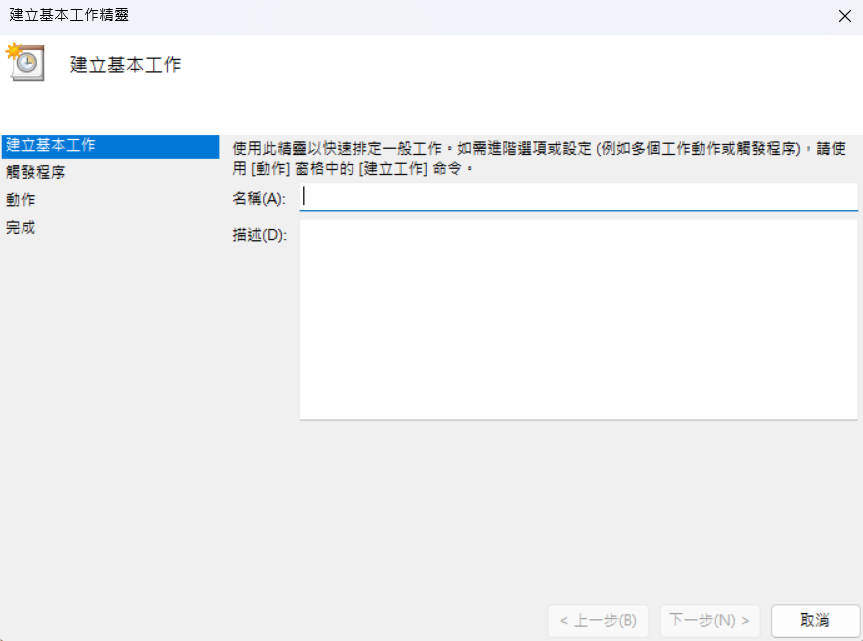 建立基本工作精靈
建立基本工作
建立基本工作
觸發程序
動作
完成
使用此精靈以快速排定一般工作。如需進階選項或設定 (例如多個工作動作或觸發程序)，請使
用 [動作] 窗格中的 [建立工作] 命令。
名稱(A):
描述(D):
< 上一步(B)
下一步(N) >
取消